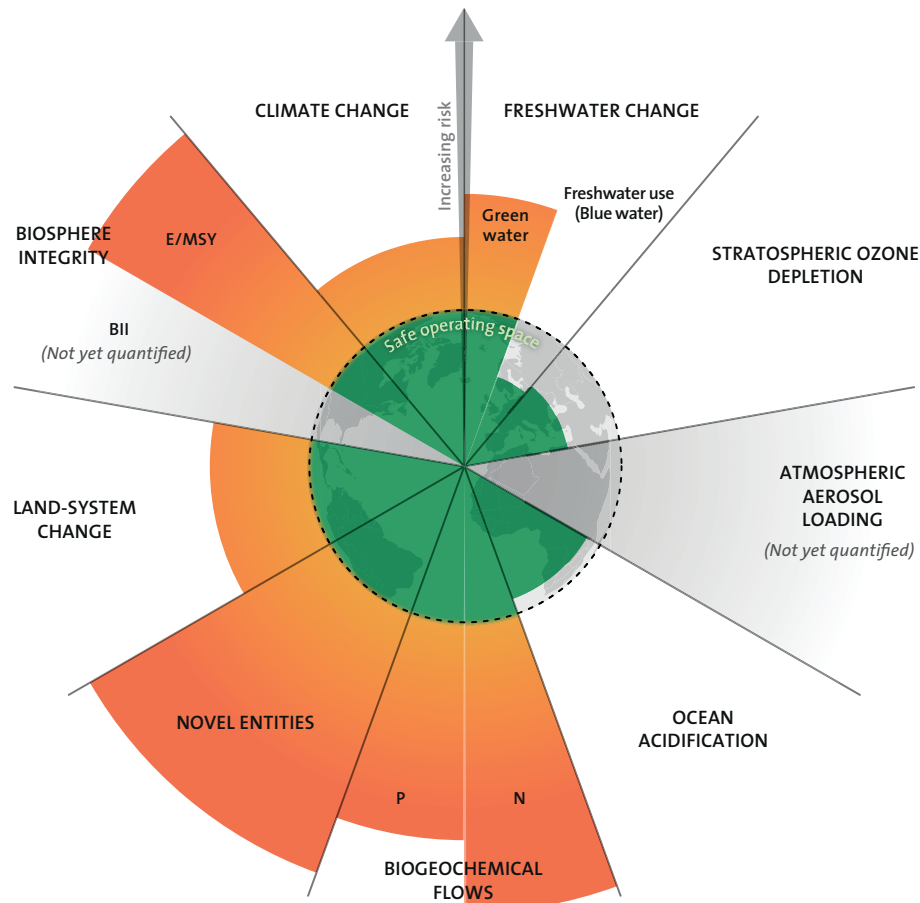 CLIMATE CHANGE
Increasing risk
FRESHWATER CHANGE
Green
water
Freshwater use
(Blue water)
STRATOSPHERIC OZONE
DEPLETION
BIOSPHERE
INTEGRITY
E/MSY
BII
(Not yet quantified)
Safe operating space
ATMOSPHERIC
AEROSOL
LOADING
(Not yet quantified)
LAND-SYSTEM
CHANGE
NOVEL ENTITIES
OCEAN
ACIDIFICATION
P
N
BIOGEOCHEMICAL
FLOWS